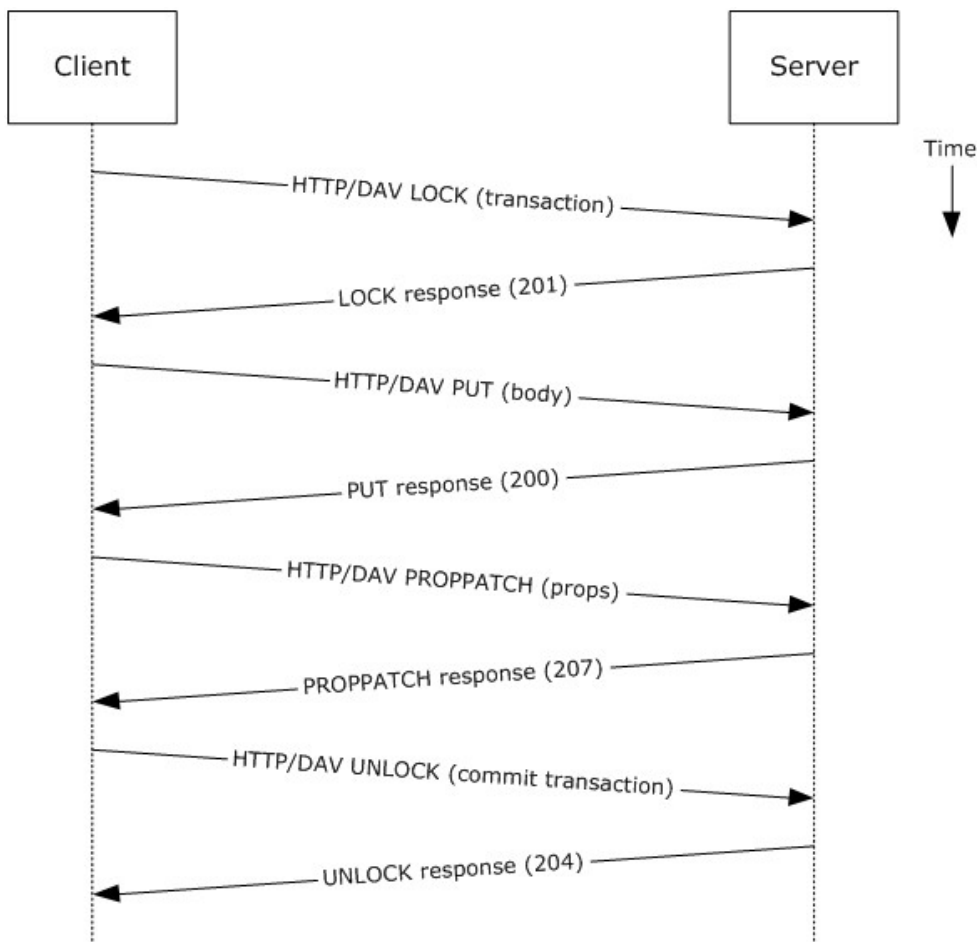 Client
Server
Time
HTTP/DAV LOCK (transaction)
LOCK response (201)
HTTP/DAV PUT (body)
PUT response (200)
HTTP/DAV PROPPATCH (props)
PROPPATCH response (207)
HTTP/DAV UNLOCK (commit transaction)
UNLOCK response (204)